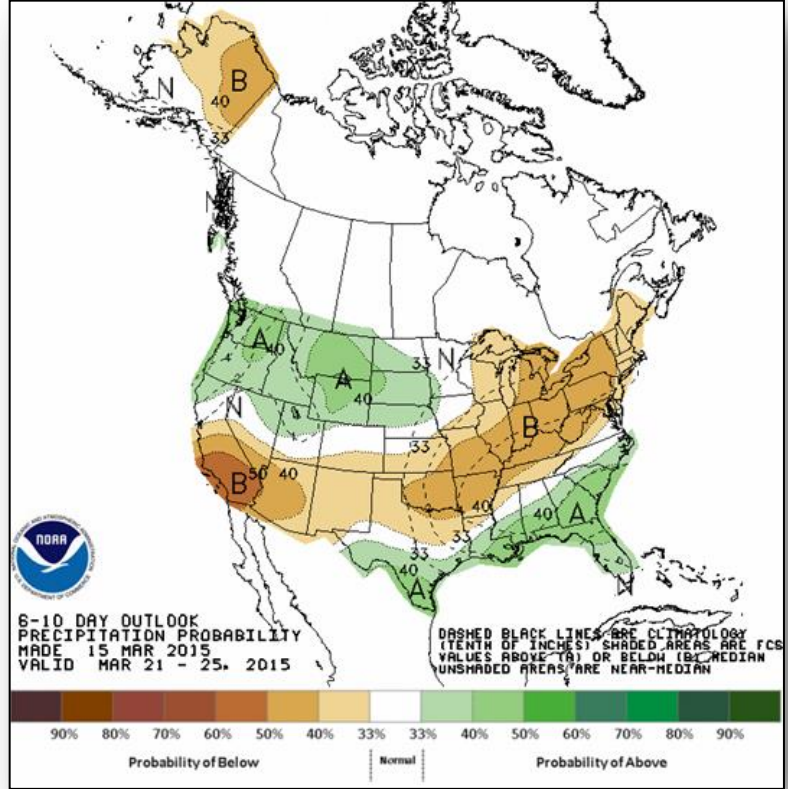 B
N
40
33
N
A
40
A
40
33
N
N
33
B
B
50
40
40
40
A
33
33
40
A
N
NOAA
6-10 DAY OUTLOOK
PRECIPITATION PROBABILITY
MADE 15 MAR 2015
VALID MAR 21 - 25, 2015
DASHED BLACK LINES ARE CLIMATOLOGY
(TENTH OF INCHES) SHADED AREAS ARE FCST
VALUES ABOVE (A) OR BELOW (B) MEDIAN
UNSHADED AREAS ARE NEAR-MEDIAN
90% 80% 70% 60% 50% 40% 33% 33% 40% 50% 60% 70% 80% 90%
Probability of Below Normal Probability of Above